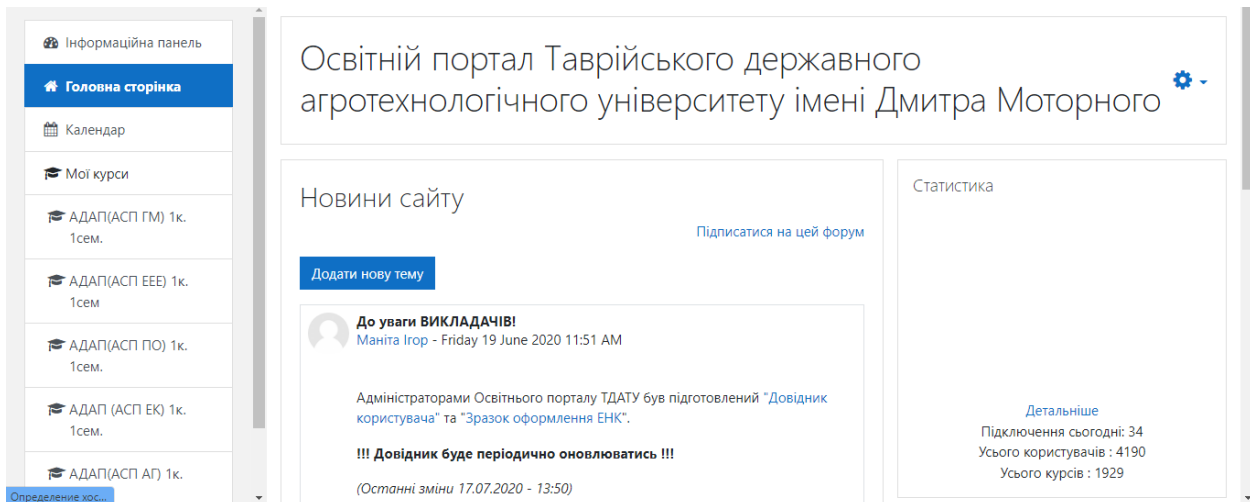 Інформаційна панель
Головна сторінка
Календар
Мої курси
АДАП(АСП ГМ) 1к.
1сем.
АДАП(АСП ЕЕЕ) 1к.
1сем
АДАП(АСП ПО) 1к.
1сем.
АДАП (АСП ЕК) 1к.
1сем.
АДАП(АСП АГ) 1к.
Определение хос...
Освітній портал Таврійського державного
агротехнологічного університету імені Дмитра Моторного
Новини сайту
Підписатися на цей форум
Додати нову тему
До уваги ВИКЛАДАЧІВ!
Маніта Ігор - Friday 19 June 2020 11:51 AM
Адміністраторами Освітнього порталу ТДАТУ був підготовлений "Довідник
користувача" та "Зразок оформлення ЕНК".
!!! Довідник буде періодично оновлюватись !!!
(Останні зміни 17.07.2020 - 13:50)
Статистика
Детальніше
Підключення сьогодні: 34
Усього користувачів : 4190
Усього курсів : 1929